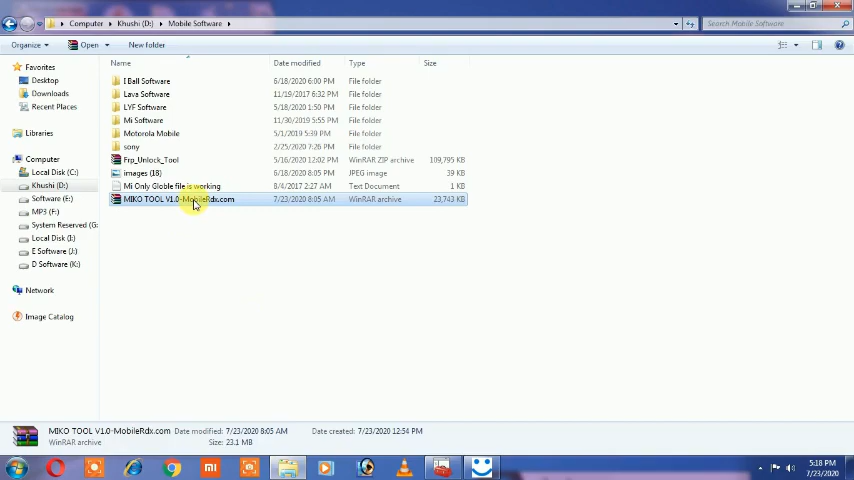 Computer ▸ Khushi (D:) ▸ Mobile Software ▸
Search Mobile Software
Organize Open New folder
Name Date modified Type Size
Favorites
Desktop
Downloads
Recent Places
Libraries
Computer
Local Disk (C:)
Khushi (D:)
Software (E:)
MP3 (F:)
System Reserved (G:
Local Disk (I:)
E Software (J:)
D Software (K:)
Network
Image Catalog
I Ball Software 6/18/2020 6:00 PM File folder
Lava Software 11/19/2017 6:32 PM File folder
LYF Software 5/18/2020 1:50 PM File folder
Mi Software 11/30/2019 5:55 PM File folder
Motorola Mobile 5/1/2019 5:39 PM File folder
sony 2/25/2020 7:26 PM File folder
Frp_Unlock_Tool 5/16/2020 12:02 PM WinRAR ZIP archive 109,795 KB
images (18) 6/18/2020 8:05 PM JPEG image 39 KB
Mi Only Globe file is working 8/4/2017 2:27 AM Text Document 1 KB
MIKO TOOL V1.0-MobileRdx.com 7/23/2020 8:05 AM WinRAR archive 23,743 KB
MIKO TOOL V1.0-MobileRdx.com Date modified: 7/23/2020 8:05 AM Date created: 7/23/2020 12:54 PM
WinRAR archive Size: 23.1 MB
5:18 PM
7/23/2020